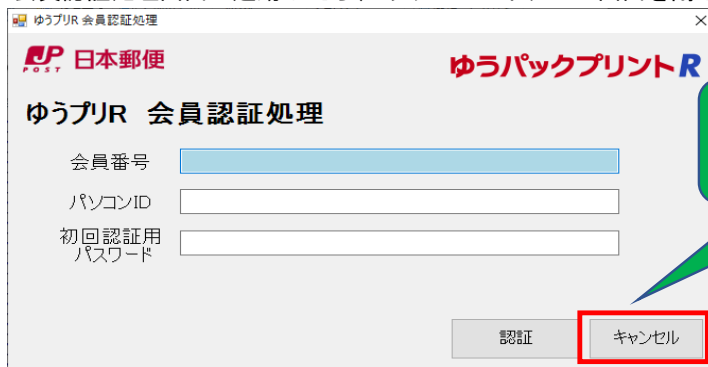 ゆうプリR 会員認証処理
日本郵便
POST
ゆうパックプリントR
ゆうプリR 会員認証処理
会員番号
パソコンID
初回認証用
パスワード
認証
キャンセル